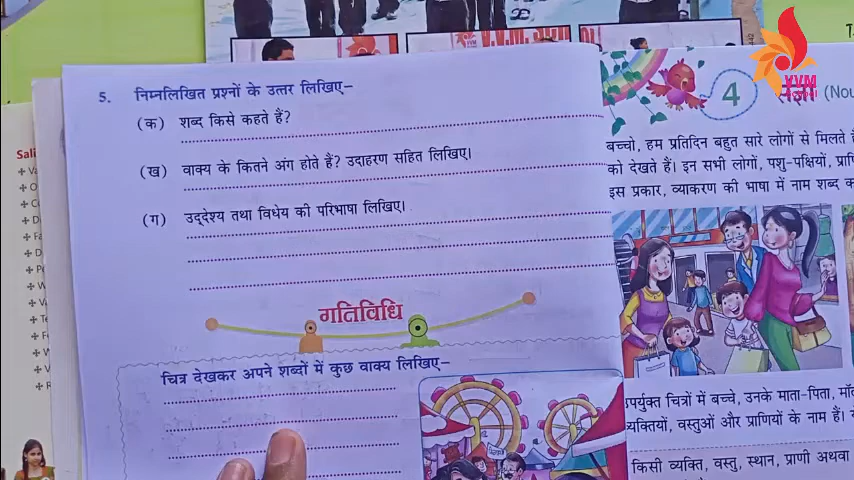 5. निम्नलिखित प्रश्नों के उत्तर लिखिए–
(क) शब्द किसे कहते हैं?
(ख) वाक्य के कितने अंग होते हैं? उदाहरण सहित लिखिए।
(ग) उद्देश्य तथा विधेय की परिभाषा लिखिए।
गतिविधि
चित्र देखकर अपने शब्दों में कुछ वाक्य लिखिए–
4 संज्ञा (Nou
बच्चो, हम प्रतिदिन बहुत सारे लोगों से मिलते
को देखते हैं। इन सभी लोगों, पशु-पक्षियों,
इस प्रकार, व्याकरण की भाषा में नाम शब्द
उपर्युक्त चित्रों में बच्चे, उनके माता-पिता,
व्यक्तियों, वस्तुओं और प्राणियों के नाम हैं।
किसी व्यक्ति, वस्तु, स्थान, प्राणी अथवा
YVM